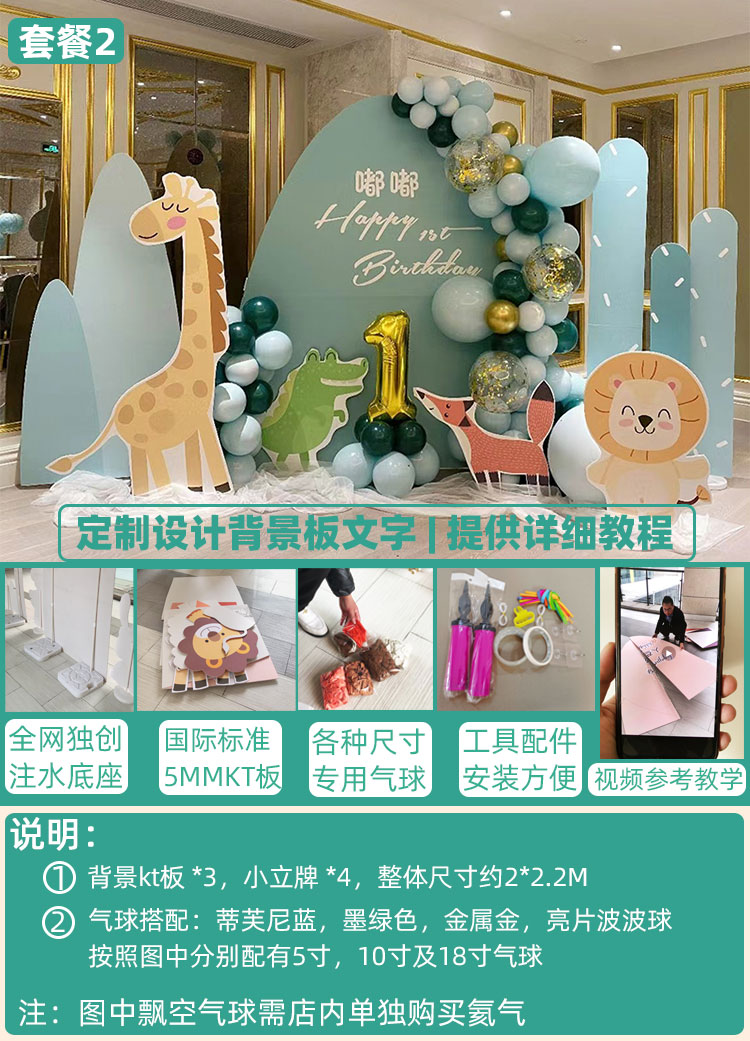 套餐2
嘟嘟
Happy 1st
Birthday
1
定制设计背景板文字 | 提供详细教程
全网独创
注水底座
国际标准
5MMKT板
各种尺寸
专用气球
工具配件
安装方便
视频参考教学
说明：
① 背景kt板 *3，小立牌 *4，整体尺寸约2*2.2M
② 气球搭配：蒂芙尼蓝，墨绿色，金属金，亮片波波球
按照图中分别配有5寸，10寸及18寸气球
注：图中飘空气球需店内单独购买氦气